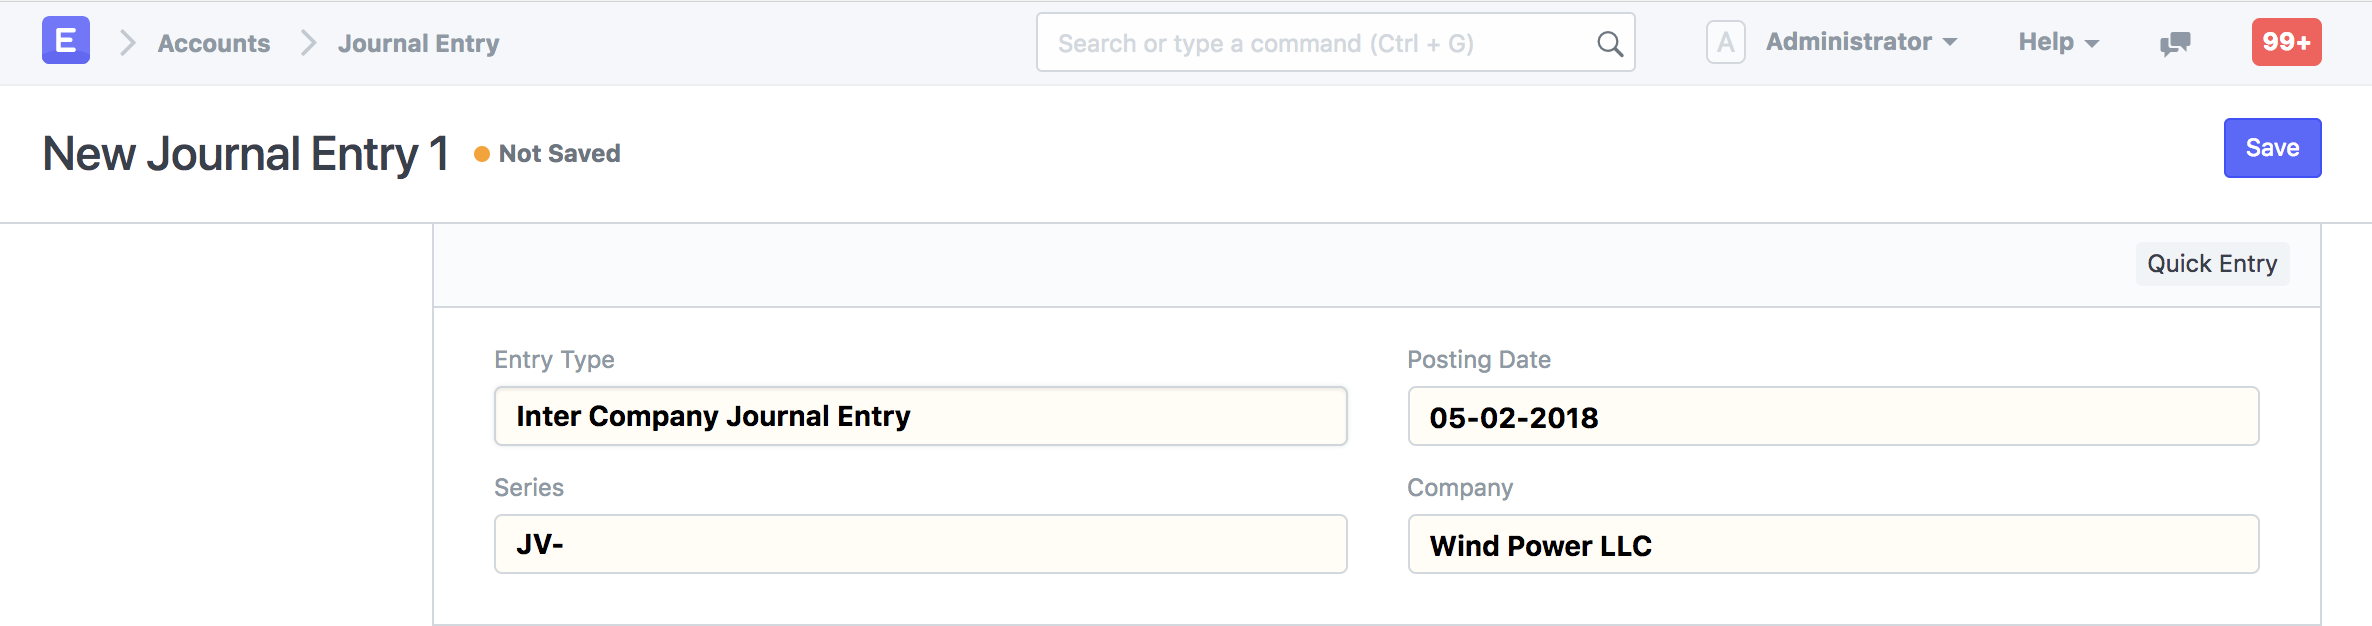 E Accounts Journal Entry Search or type a command (Ctrl + G) A Administrator Help 99+
New Journal Entry 1 Not Saved Save
Quick Entry
Entry Type Posting Date
Inter Company Journal Entry 05-02-2018
Series Company
JV- Wind Power LLC